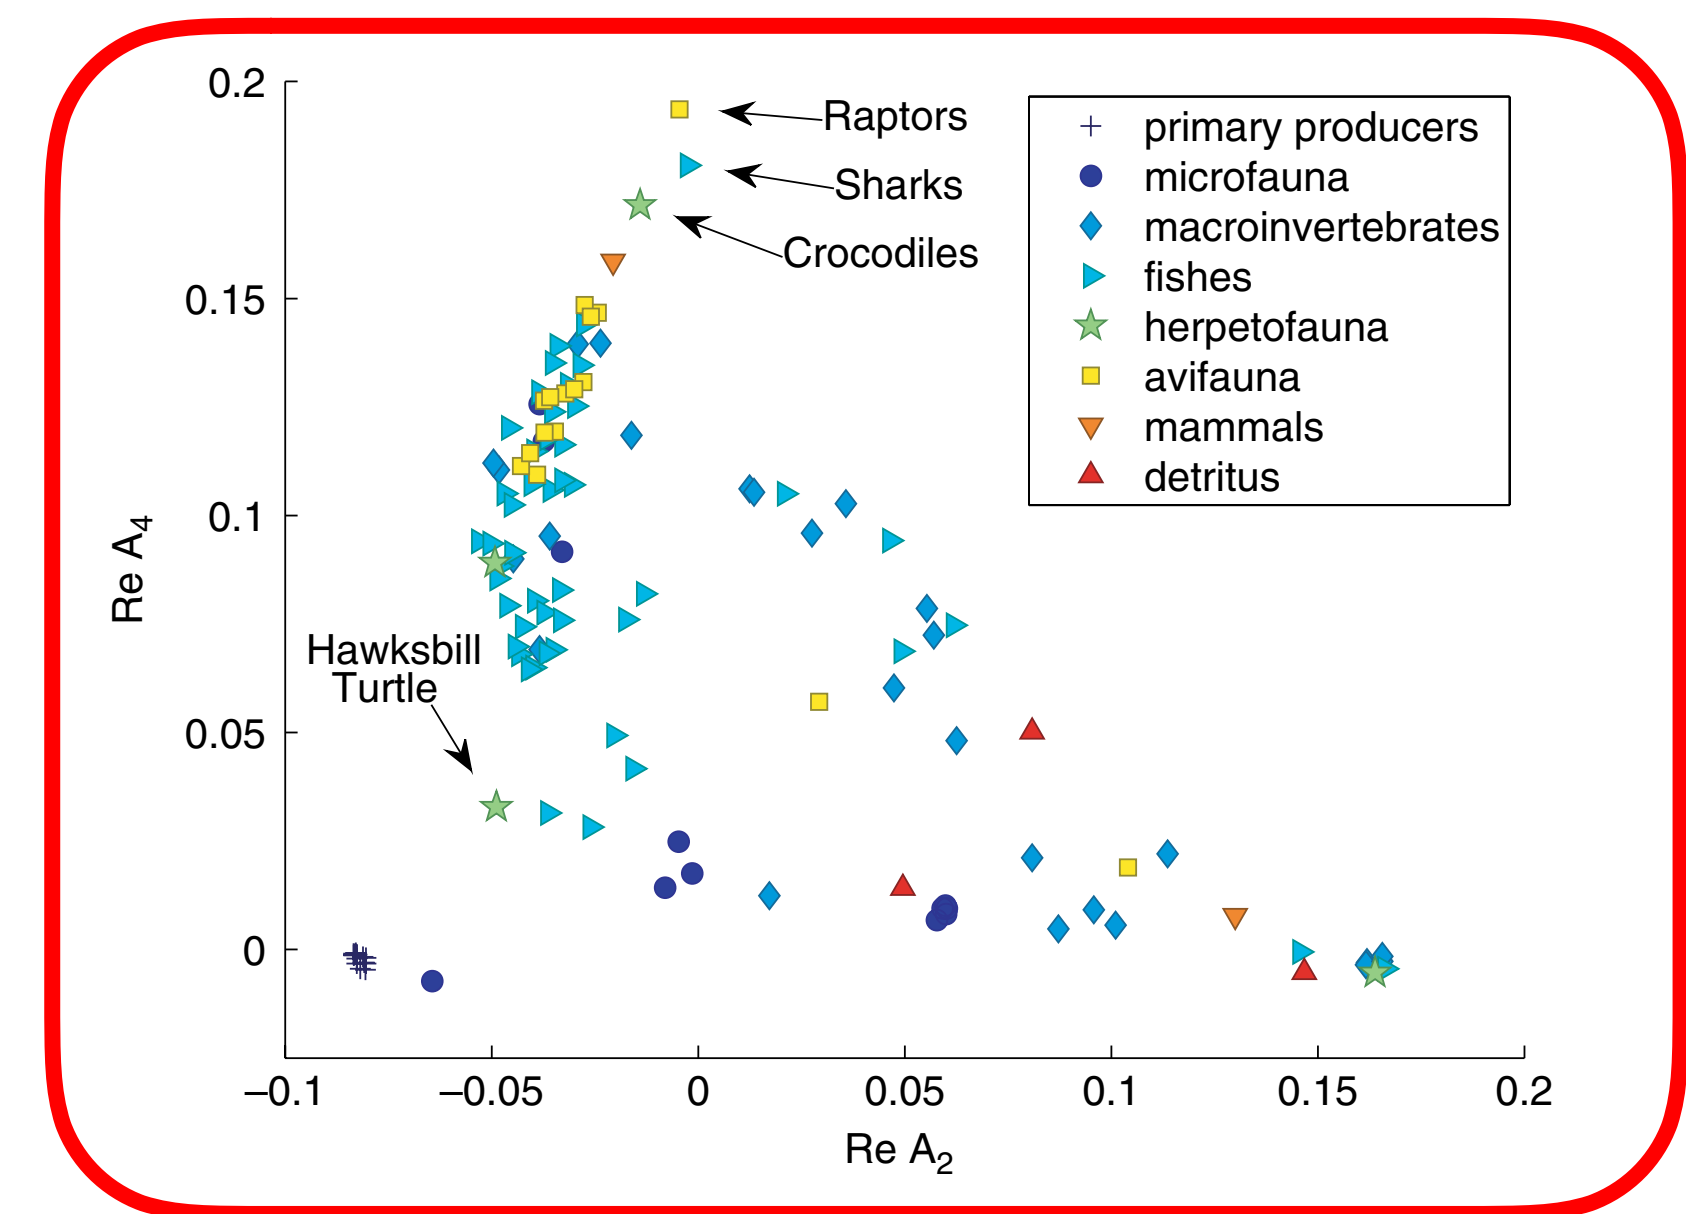 0.2
0.15
0.1
0.05
0
Re A4
–0.1
–0.05
0
0.05
0.1
0.15
0.2
Re A2
Raptors
Sharks
Crocodiles
Hawksbill
Turtle
primary producers
microfauna
macroinvertebrates
fishes
herpetofauna
avifauna
mammals
detritus